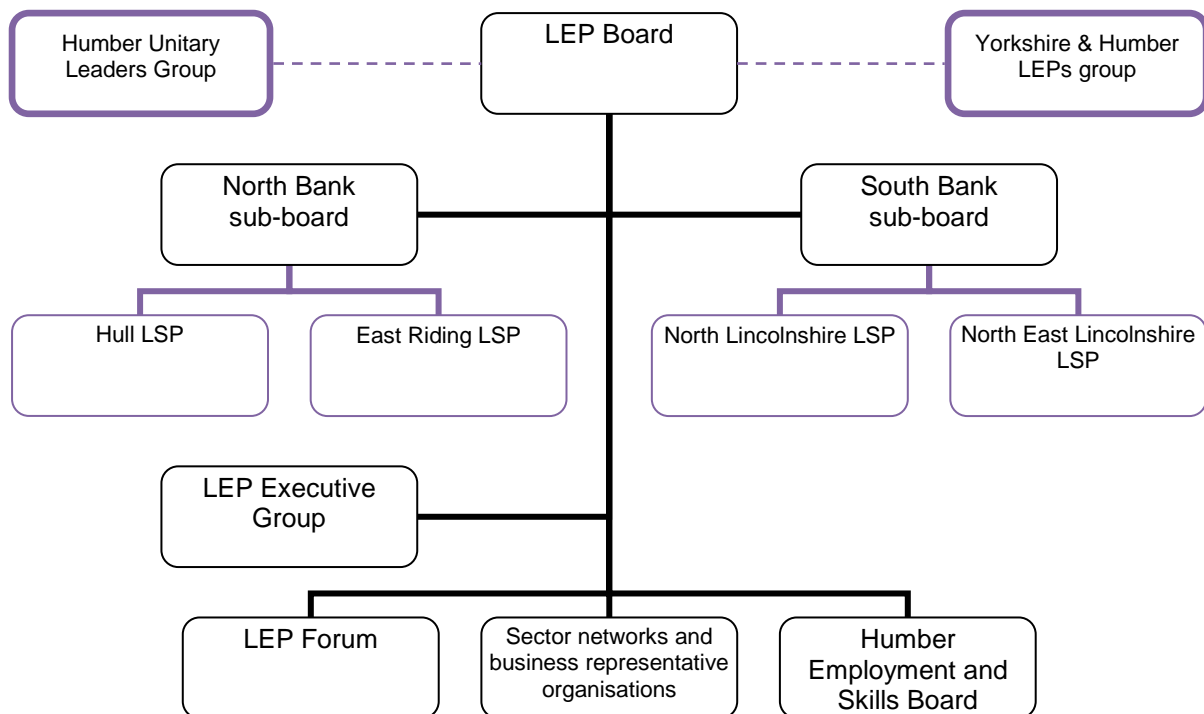 Humber Unitary
Leaders Group
LEP Board
Yorkshire & Humber
LEPs group
North Bank
sub-board
South Bank
sub-board
Hull LSP
East Riding LSP
North Lincolnshire LSP
North East Lincolnshire
LSP
LEP Executive
Group
LEP Forum
Sector networks and
business representative
organisations
Humber
Employment and
Skills Board